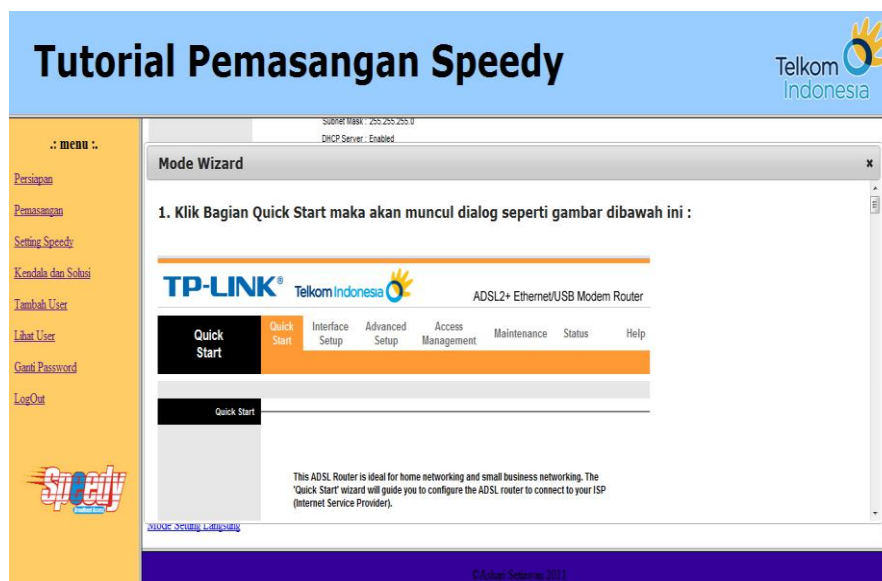 Tutorial Pemasangan Speedy
Telkom
Indonesia
.: menu :.
Persiapan
Pemasangan
Setting Speedy
Kendala dan Solusi
Tambah User
Lihat User
Ganti Password
LogOut
Speedy
Subnet Mask : 255.255.255.0
DHCP Server : Enabled
Mode Wizard
x
1. Klik Bagian Quick Start maka akan muncul dialog seperti gambar dibawah ini :
TP-LINK®
Telkom Indonesia
ADSL2+ Ethernet/USB Modem Router
Quick
Start
Quick
Start
Interface
Setup
Advanced
Setup
Access
Management
Maintenance
Status
Help
Quick Start
This ADSL Router is ideal for home networking and small business networking. The
'Quick Start' wizard will guide you to configure the ADSL router to connect to your ISP
(Internet Service Provider).
Mode Setting Langsung
2011